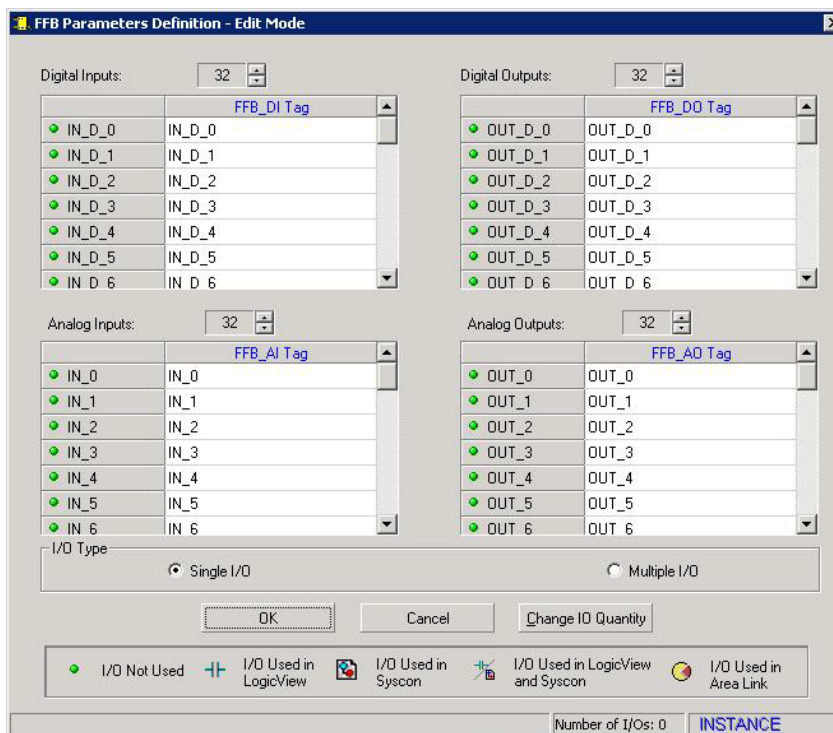 FFB Parameters Definition - Edit Mode
Digital Inputs: 32
Digital Outputs: 32
FFB_DI Tag
FFB_DO Tag
IN_D_0 IN_D_0
OUT_D_0 OUT_D_0
IN_D_1 IN_D_1
OUT_D_1 OUT_D_1
IN_D_2 IN_D_2
OUT_D_2 OUT_D_2
IN_D_3 IN_D_3
OUT_D_3 OUT_D_3
IN_D_4 IN_D_4
OUT_D_4 OUT_D_4
IN_D_5 IN_D_5
OUT_D_5 OUT_D_5
IN_D_6 IN_D_6
OUT_D_6 OUT_D_6
Analog Inputs: 32
Analog Outputs: 32
FFB_AI Tag
FFB_AO Tag
IN_0 IN_0
OUT_0 OUT_0
IN_1 IN_1
OUT_1 OUT_1
IN_2 IN_2
OUT_2 OUT_2
IN_3 IN_3
OUT_3 OUT_3
IN_4 IN_4
OUT_4 OUT_4
IN_5 IN_5
OUT_5 OUT_5
IN_6 IN_6
OUT_6 OUT_6
I/O Type
Single I/O
Multiple I/O
OK
Cancel
Change IO Quantity
I/O Not Used
I/O Used in
LogicView
I/O Used in
Syscon
I/O Used in LogicView
and Syscon
I/O Used in
Area Link
Number of I/Os: 0
INSTANCE